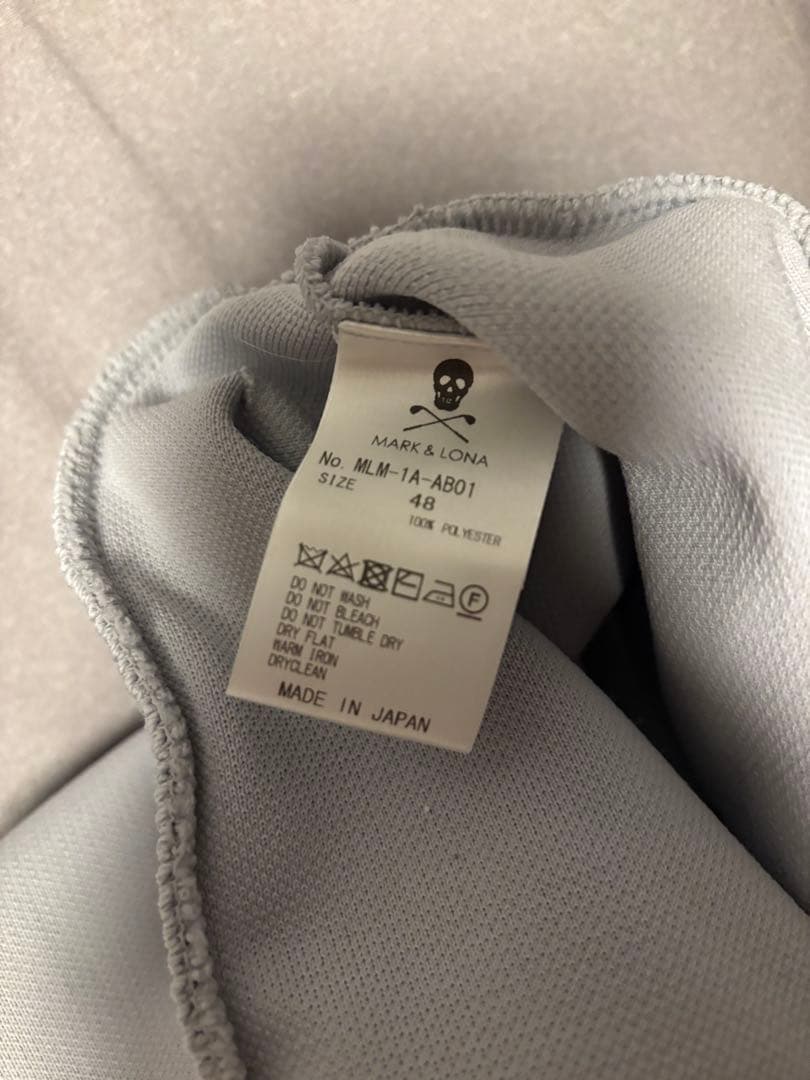 MARK & LONA
No. MLM-1A-AB01
SIZE 48
100% POLYESTER
F
DO NOT WASH
DO NOT BLEACH
DO NOT TUMBLE DRY
DRY FLAT
WARM IRON
DRYCLEAN
MADE IN JAPAN